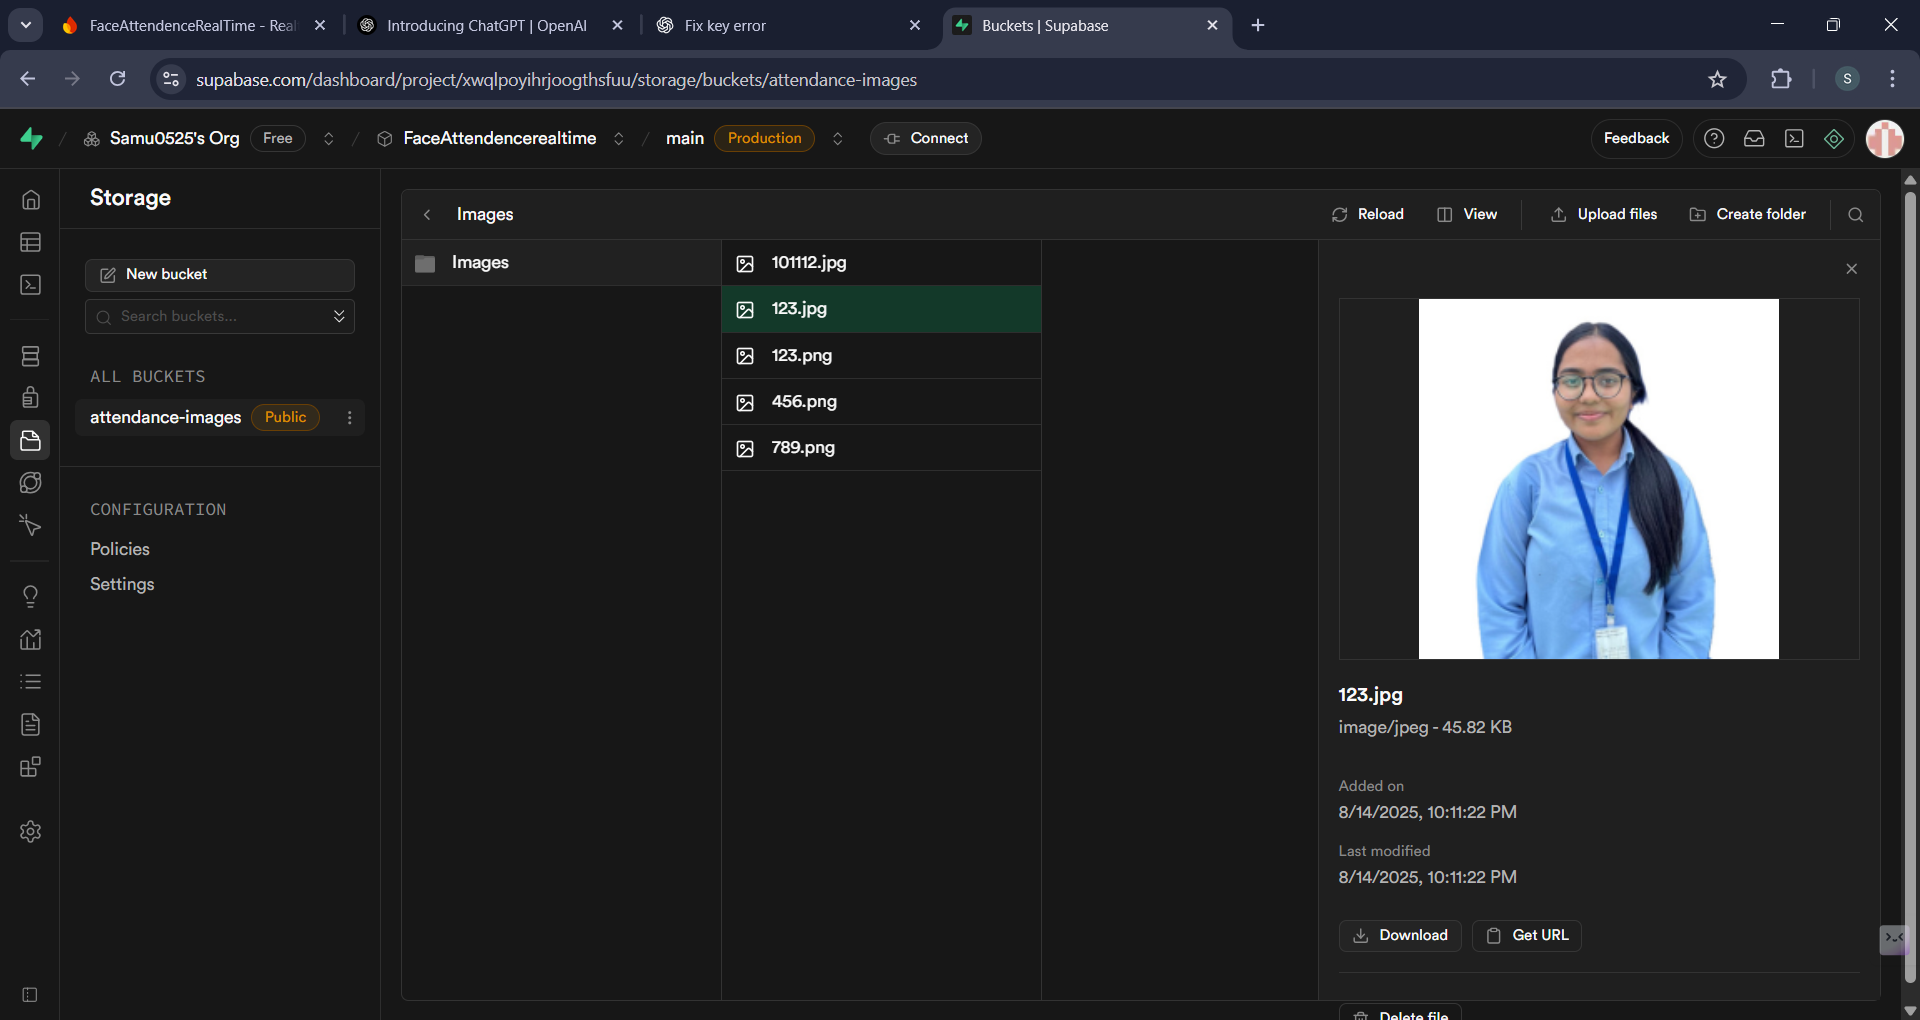 FaceAttendenceRealTime - Real
Introducing ChatGPT | OpenAI
Fix key error
Buckets | Supabase
supabase.com/dashboard/project/xwqlpoyihrjoogthsfuu/storage/buckets/attendance-images
S
Samu0525's Org
Free
FaceAttendencerealtime
main
Production
Connect
Feedback
Storage
New bucket
Search buckets...
ALL BUCKETS
attendance-images
Public
CONFIGURATION
Policies
Settings
Images
Reload
View
Upload files
Create folder
Images
101112.jpg
123.jpg
123.png
456.png
789.png
123.jpg
image/jpeg - 45.82 KB
Added on
8/14/2025, 10:11:22 PM
Last modified
8/14/2025, 10:11:22 PM
Download
Get URL
Delete file